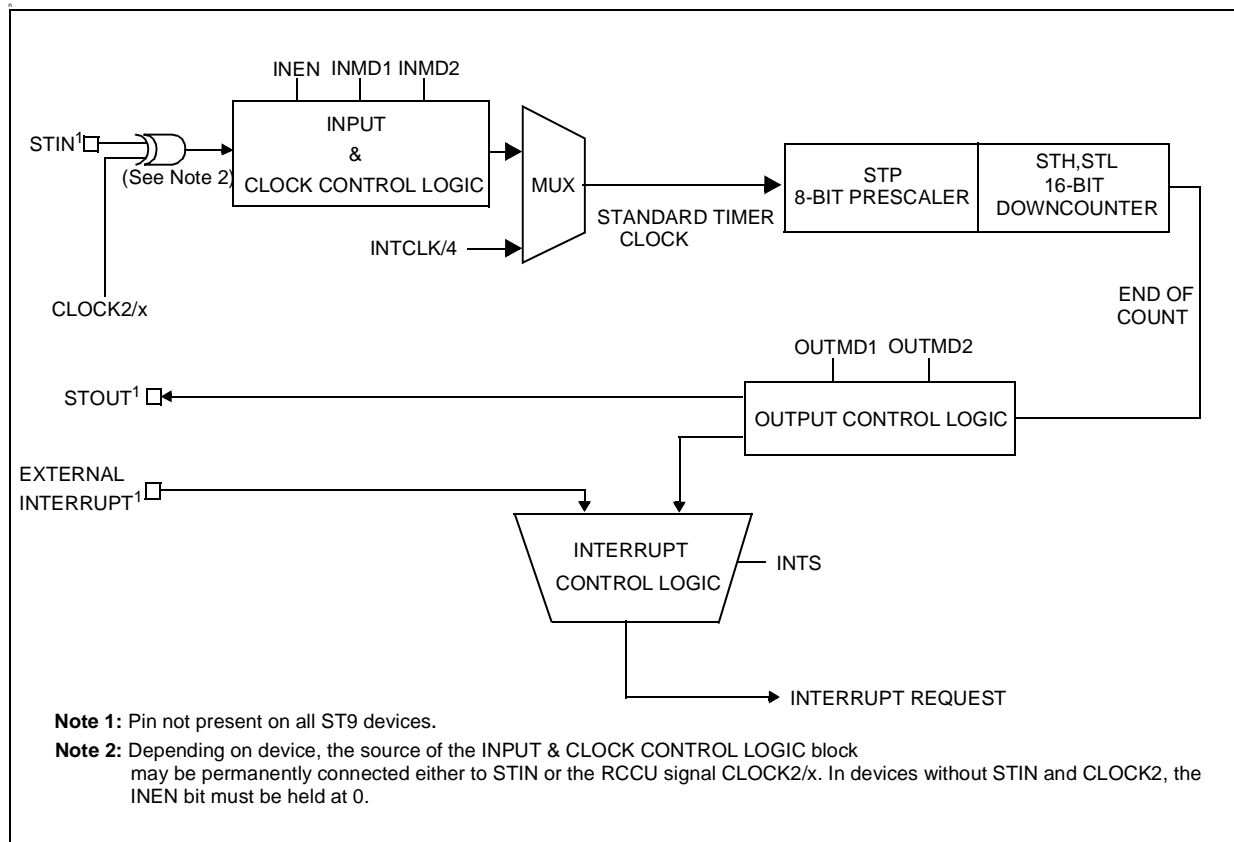 INEN INMD1 INMD2
STIN1
(See Note 2)
INPUT
&
CLOCK CONTROL LOGIC
MUX
INTCLK/4
CLOCK2/x
STANDARD TIMER
CLOCK
STP
8-BIT PRESCALER
STH,STL
16-BIT
DOWNCOUNTER
END OF
COUNT
OUTMD1 OUTMD2
STOUT1
OUTPUT CONTROL LOGIC
EXTERNAL
INTERRUPT1
INTERRUPT
CONTROL LOGIC
INTS
INTERRUPT REQUEST
Note 1: Pin not present on all ST9 devices.
Note 2: Depending on device, the source of the INPUT & CLOCK CONTROL LOGIC block
may be permanently connected either to STIN or the RCCU signal CLOCK2/x. In devices without STIN and CLOCK2, the
INEN bit must be held at 0.